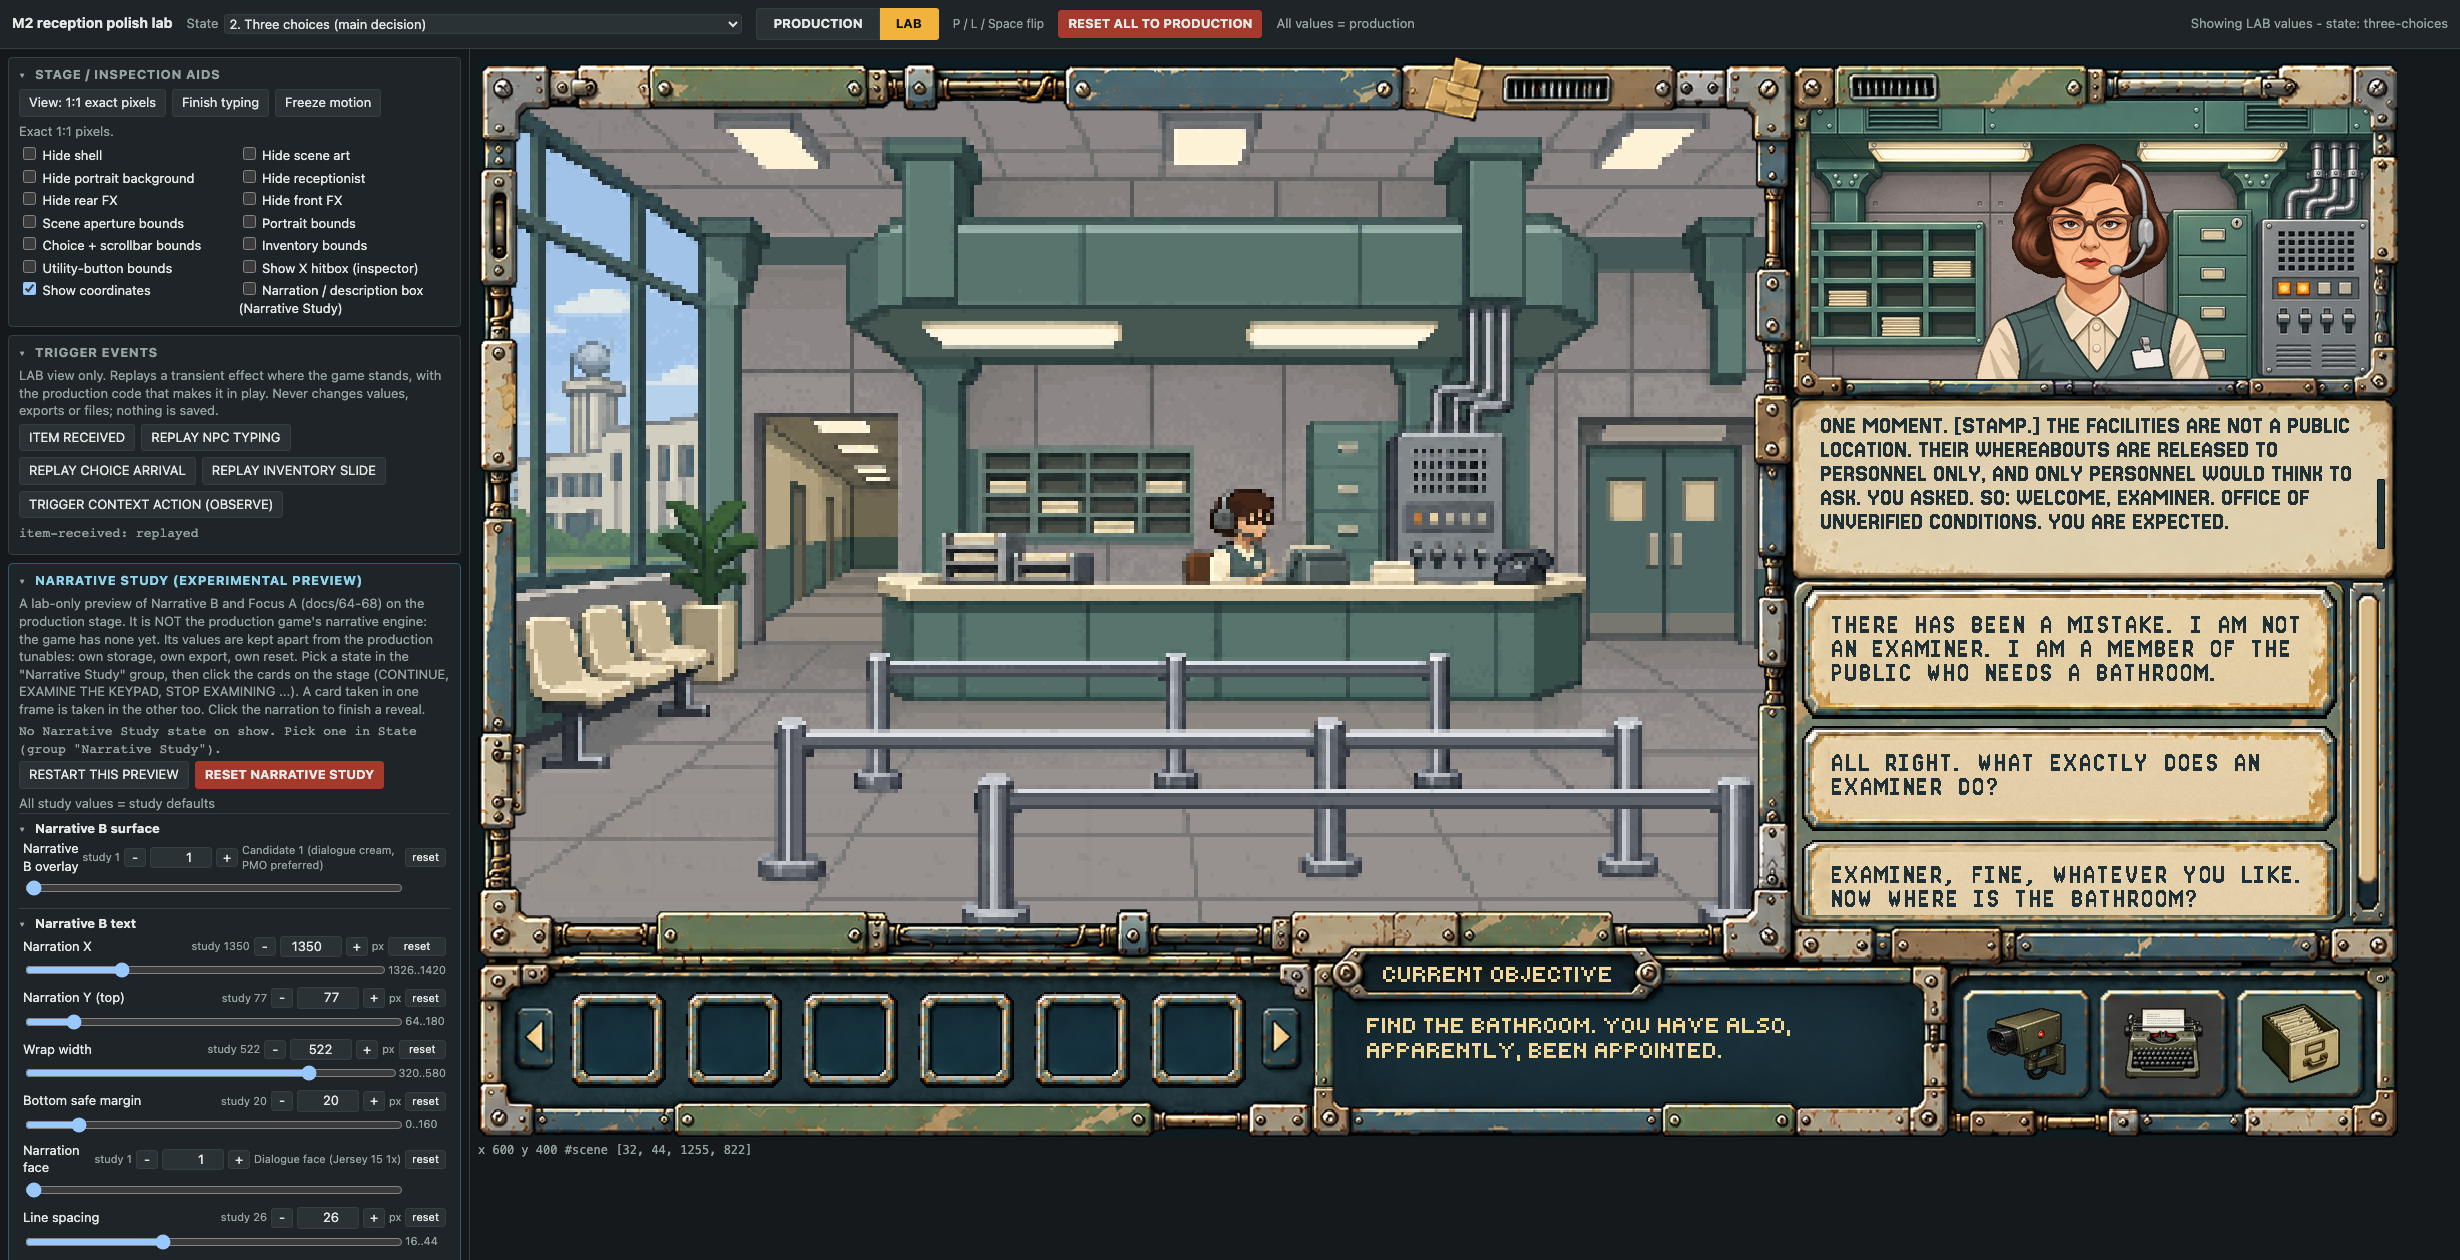 M2 reception polish lab
State
2. Three choices (main decision)
PRODUCTION
LAB
P / L / Space flip
RESET ALL TO PRODUCTION
All values = production
Showing LAB values - state: three-choices
STAGE / INSPECTION AIDS
View: 1:1 exact pixels
Finish typing
Freeze motion
Exact 1:1 pixels.
Hide shell
Hide scene art
Hide portrait background
Hide receptionist
Hide rear FX
Hide front FX
Scene aperture bounds
Portrait bounds
Choice + scrollbar bounds
Inventory bounds
Utility-button bounds
Show X hitbox (inspector)
Show coordinates
Narration / description box
(Narrative Study)
TRIGGER EVENTS
LAB view only. Replays a transient effect where the game stands, with
the production code that makes it in play. Never changes values,
exports or files; nothing is saved.
ITEM RECEIVED
REPLAY NPC TYPING
REPLAY CHOICE ARRIVAL
REPLAY INVENTORY SLIDE
TRIGGER CONTEXT ACTION (OBSERVE)
item-received: replayed
NARRATIVE STUDY (EXPERIMENTAL PREVIEW)
A lab-only preview of Narrative B and Focus A (docs/64-68) on the
production stage. It is NOT the production game's narrative engine:
the game has none yet. Its values are kept apart from the production
tunables: own storage, own export, own reset. Pick a state in the
"Narrative Study" group, then click the cards on the stage (CONTINUE,
EXAMINE THE KEYPAD, STOP EXAMINING ...). A card taken in one
frame is taken in the other too. Click the narration to finish a reveal.
No Narrative Study state on show. Pick one in State
(group "Narrative Study").
RESTART THIS PREVIEW
RESET NARRATIVE STUDY
All study values = study defaults
Narrative B surface
Narrative
B overlay
study 1
-
1
+
Candidate 1 (dialogue cream,
PMO preferred)
reset
Narrative B text
Narration X
study 1350
-
1350
+
px
reset
1326..1420
Narration Y (top)
study 77
-
77
+
px
reset
64..180
Wrap width
study 522
-
522
+
px
reset
320..580
Bottom safe margin
study 20
-
20
+
px
reset
0..160
Narration
face
study 1
-
1
+
Dialogue face (Jersey 15 1x)
reset
Line spacing
study 26
-
26
+
px
reset
16..44
ONE MOMENT. [STAMP.] THE FACILITIES ARE NOT A PUBLIC
LOCATION. THEIR WHEREABOUTS ARE RELEASED TO
PERSONNEL ONLY, AND ONLY PERSONNEL WOULD THINK TO
ASK. YOU ASKED. SO: WELCOME, EXAMINER. OFFICE OF
UNVERIFIED CONDITIONS. YOU ARE EXPECTED.
THERE HAS BEEN A MISTAKE. I AM NOT
AN EXAMINER. I AM A MEMBER OF THE
PUBLIC WHO NEEDS A BATHROOM.
ALL RIGHT. WHAT EXACTLY DOES AN
EXAMINER DO?
EXAMINER, FINE, WHATEVER YOU LIKE.
NOW WHERE IS THE BATHROOM?
CURRENT OBJECTIVE
FIND THE BATHROOM. YOU HAVE ALSO,
APPARENTLY, BEEN APPOINTED.
x 600 y 400 #scene [32, 44, 1255, 822]